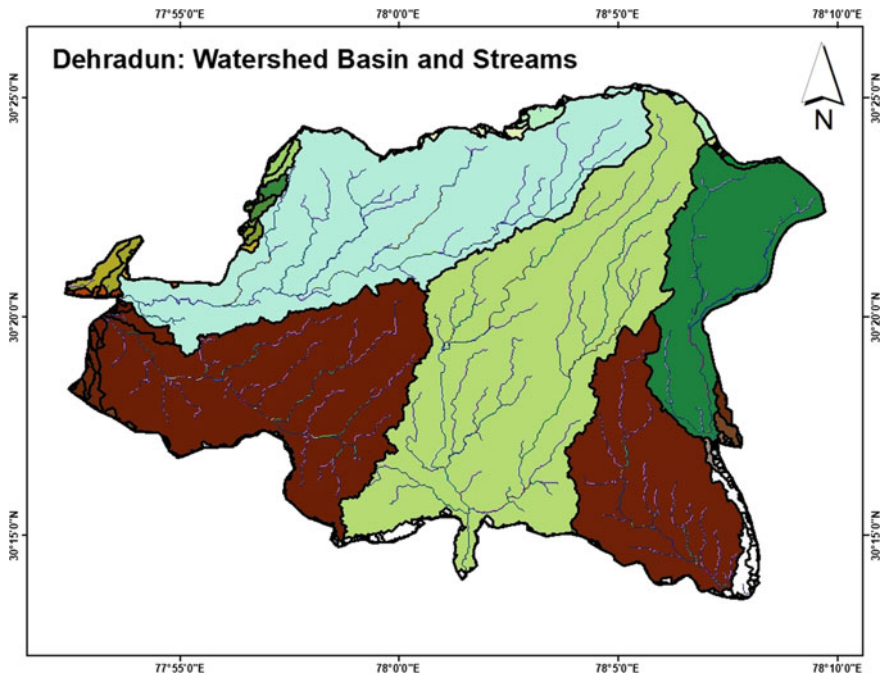 77°55'0"E 78°0'0"E 78°5'0"E 78°10'0"E
Dehradun: Watershed Basin and Streams
N
30°25'0"N 30°25'0"N
30°20'0"N 30°20'0"N
30°15'0"N 30°15'0"N
77°55'0"E 78°0'0"E 78°5'0"E 78°10'0"E